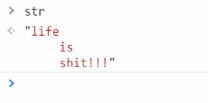 > str
<· "life
is
shit!!!"
>